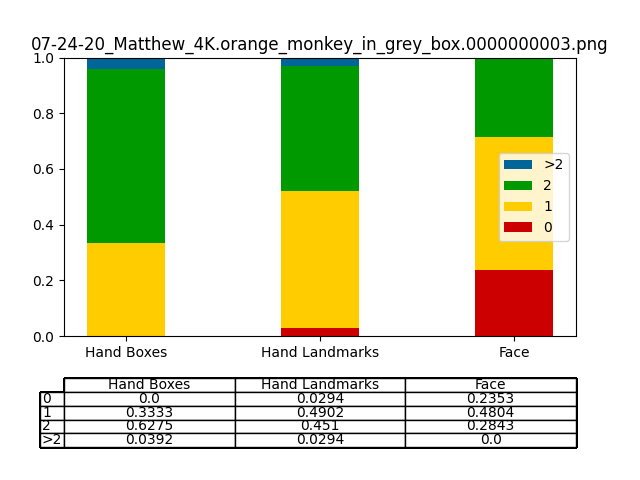 07-24-20_Matthew_4K.orange_monkey_in_grey_box.0000000003.png
1.0
0.8
0.6
0.4
0.2
0.0
>2
2
1
0
Hand Boxes Hand Landmarks Face
Hand Boxes Hand Landmarks Face
0 0.0 0.0294 0.2353
1 0.3333 0.4902 0.4804
2 0.6275 0.451 0.2843
>2 0.0392 0.0294 0.0